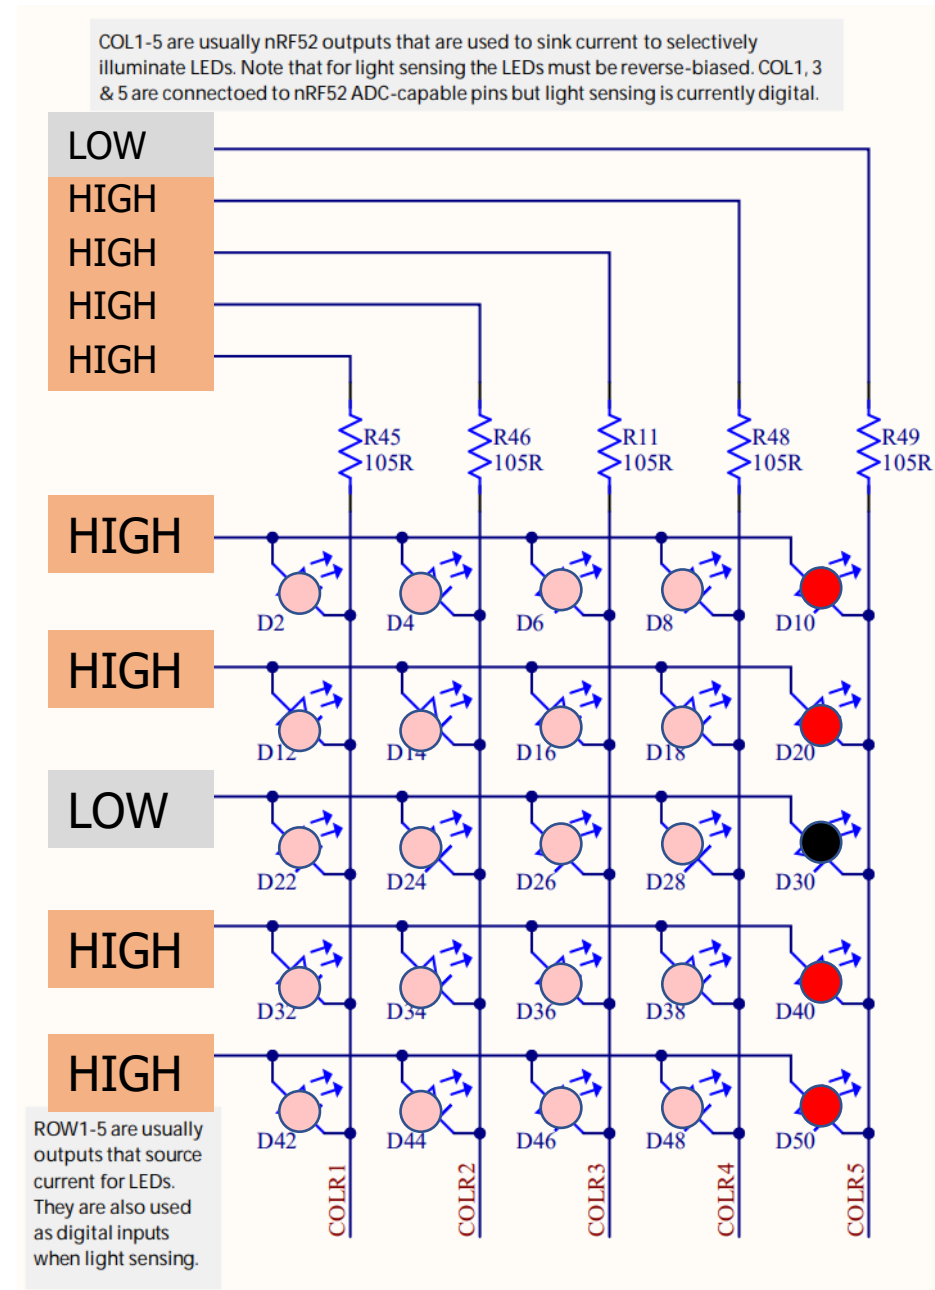 COL1-5 are usually nRF52 outputs that are used to sink current to selectively
illuminate LEDs. Note that for light sensing the LEDs must be reverse-biased. COL1, 3
& 5 are connectoed to nRF52 ADC-capable pins but light sensing is currently digital.
LOW
HIGH
HIGH
HIGH
HIGH
R45 R46 R11 R48 R49
105R 105R 105R 105R 105R
HIGH
D2 D4 D6 D8 D10
HIGH
D12 D14 D16 D18 D20
LOW
D22 D24 D26 D28 D30
HIGH
D32 D34 D36 D38 D40
HIGH
D42 D44 D46 D48 D50
ROW1-5 are usually
outputs that source
current for LEDs.
They are also used
as digital inputs
when light sensing.
COLR1 COLR2 COLR3 COLR4 COLR5